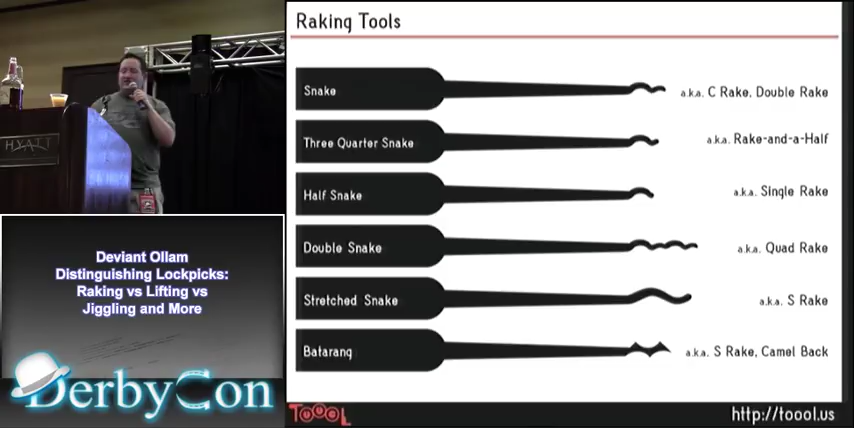 Raking Tools
Snake
a.k.a. C Rake, Double Rake
Three Quarter Snake
a.k.a. Rake-and-a-Half
Half Snake
a.k.a. Single Rake
Double Snake
a.k.a. Quad Rake
Stretched Snake
a.k.a. S Rake
Batarang
a.k.a. S Rake, Camel Back
TOOOL
http://toool.us
HYATT
Deviant Ollam
Distinguishing Lockpicks:
Raking vs Lifting vs
Jiggling and More
DerbyCon